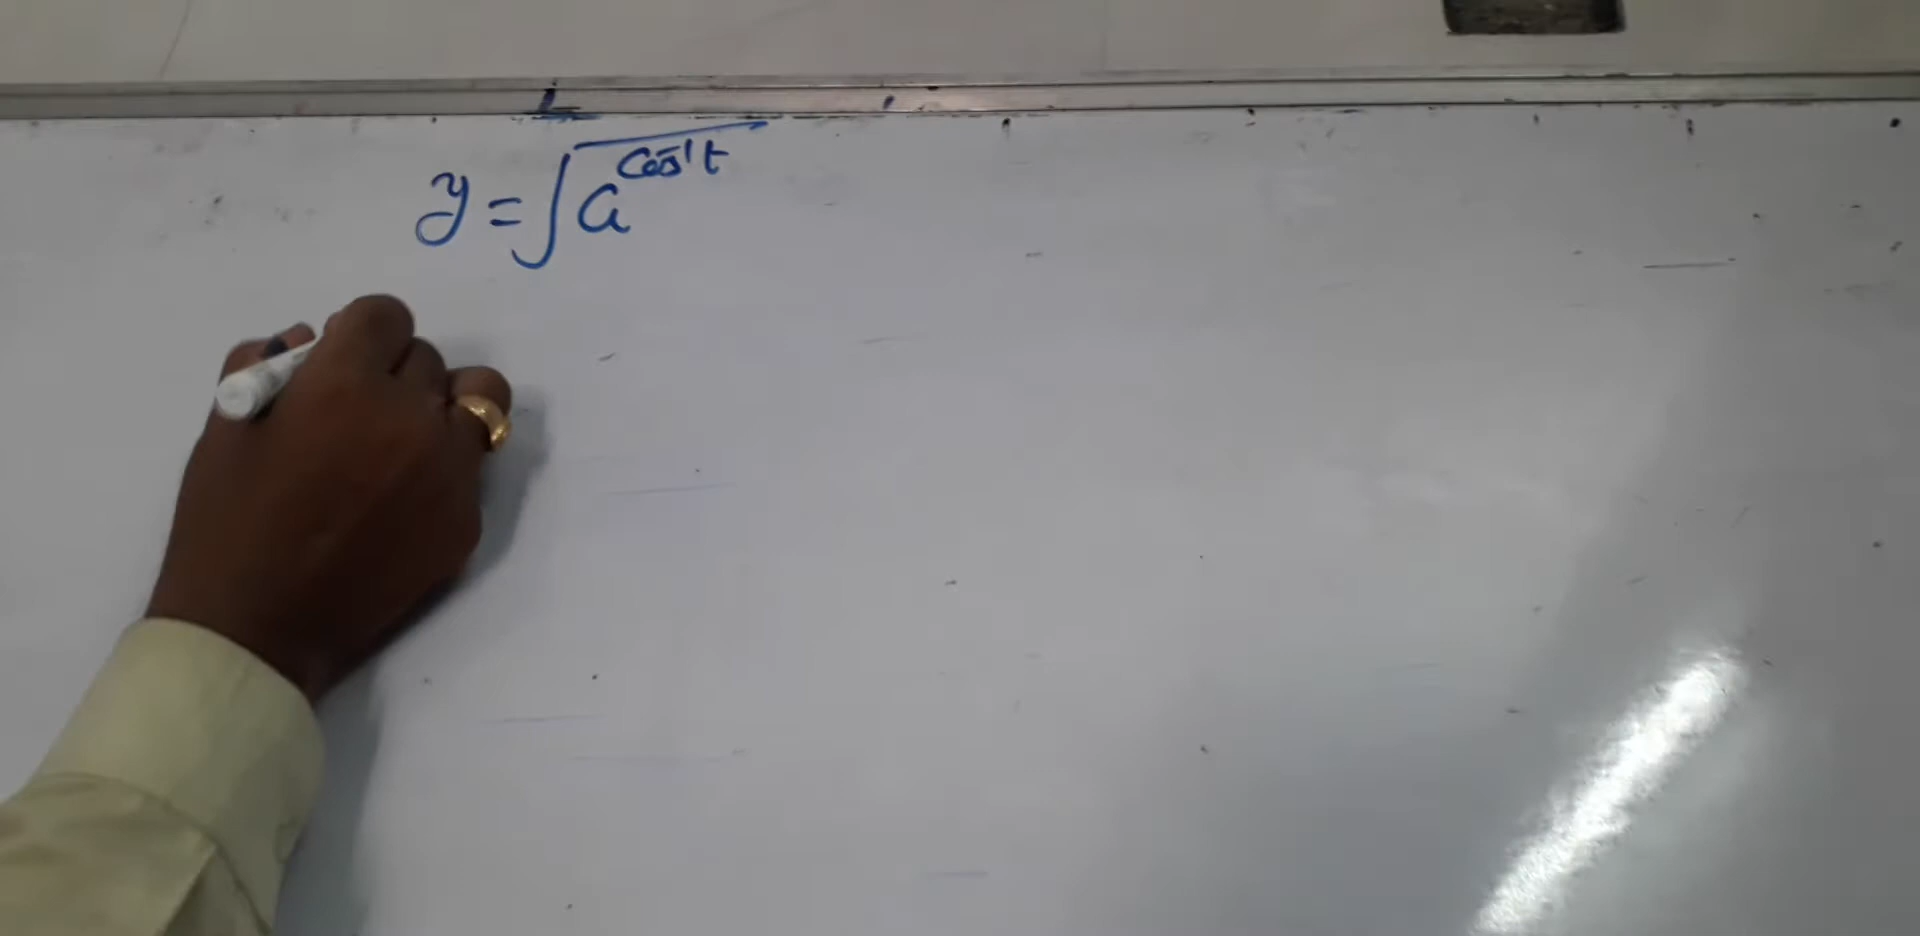 y = √a^{cos⁻¹t}